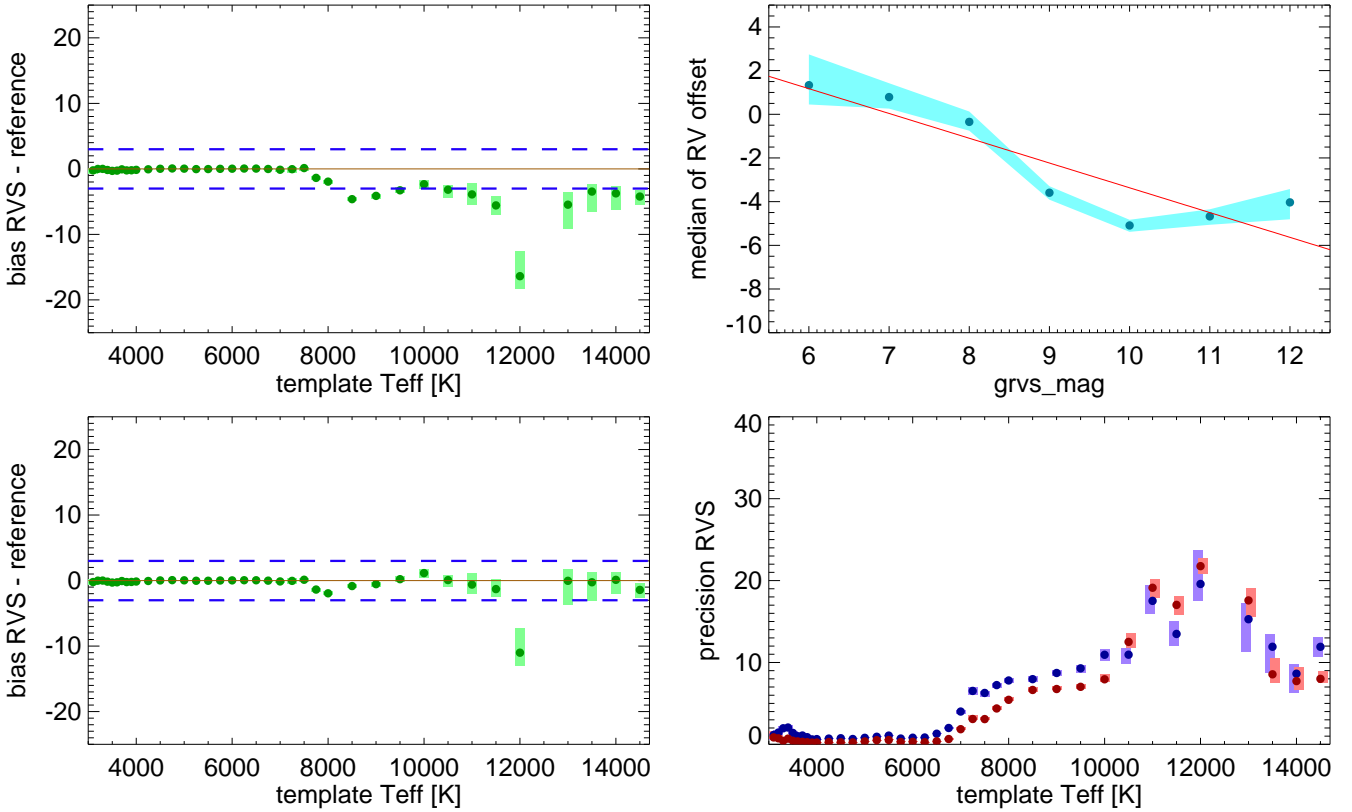 20
10
0
-10
-20
bias RVS - reference
4000 6000 8000 10000 12000 14000
template Teff [K]
4
2
0
-2
-4
-6
-8
-10
median of RV offset
6 7 8 9 10 11 12
grvs_mag
20
10
0
-10
-20
bias RVS - reference
4000 6000 8000 10000 12000 14000
template Teff [K]
40
30
20
10
0
precision RVS
4000 6000 8000 10000 12000 14000
template Teff [K]